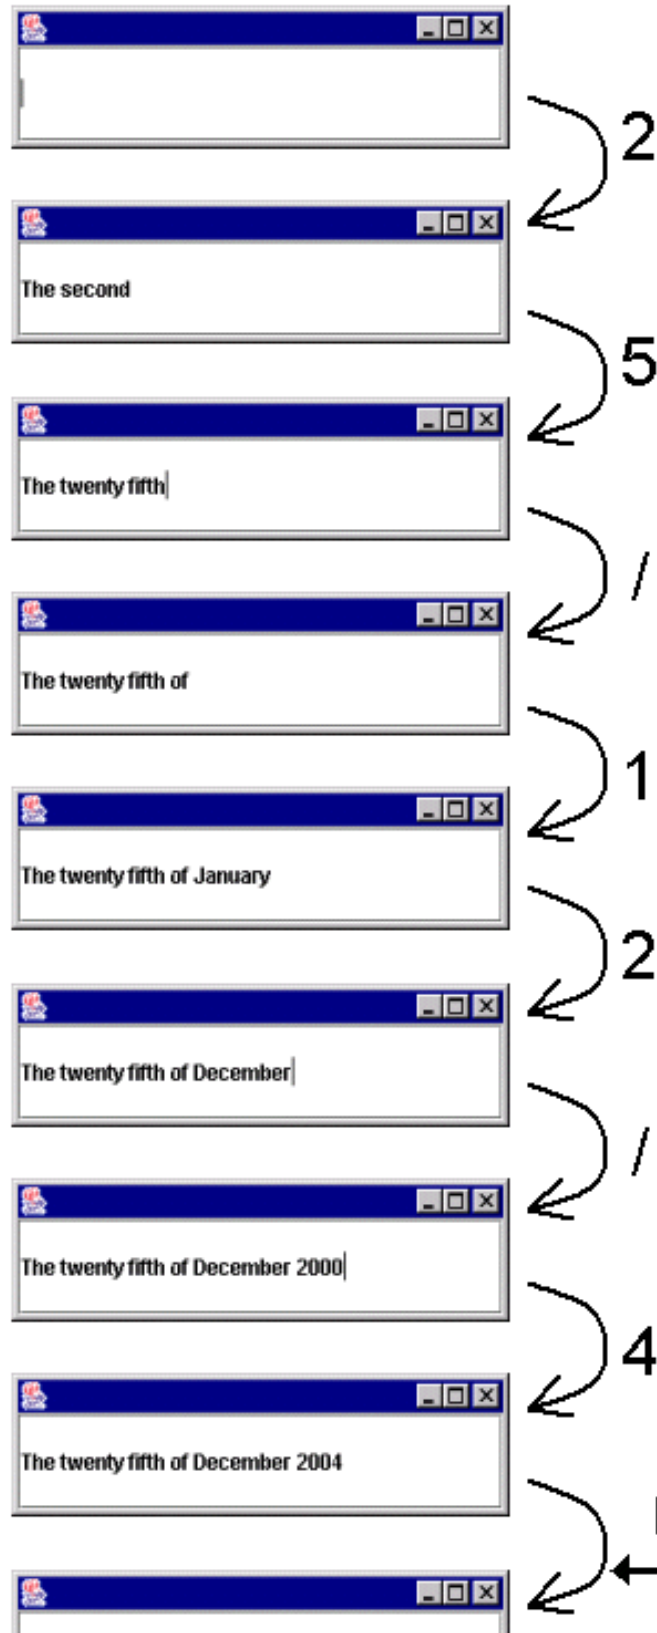 2
The second
5
The twenty fifth
/
The twenty fifth of
1
The twenty fifth of January
2
The twenty fifth of December
/
The twenty fifth of December 2000
4
The twenty fifth of December 2004